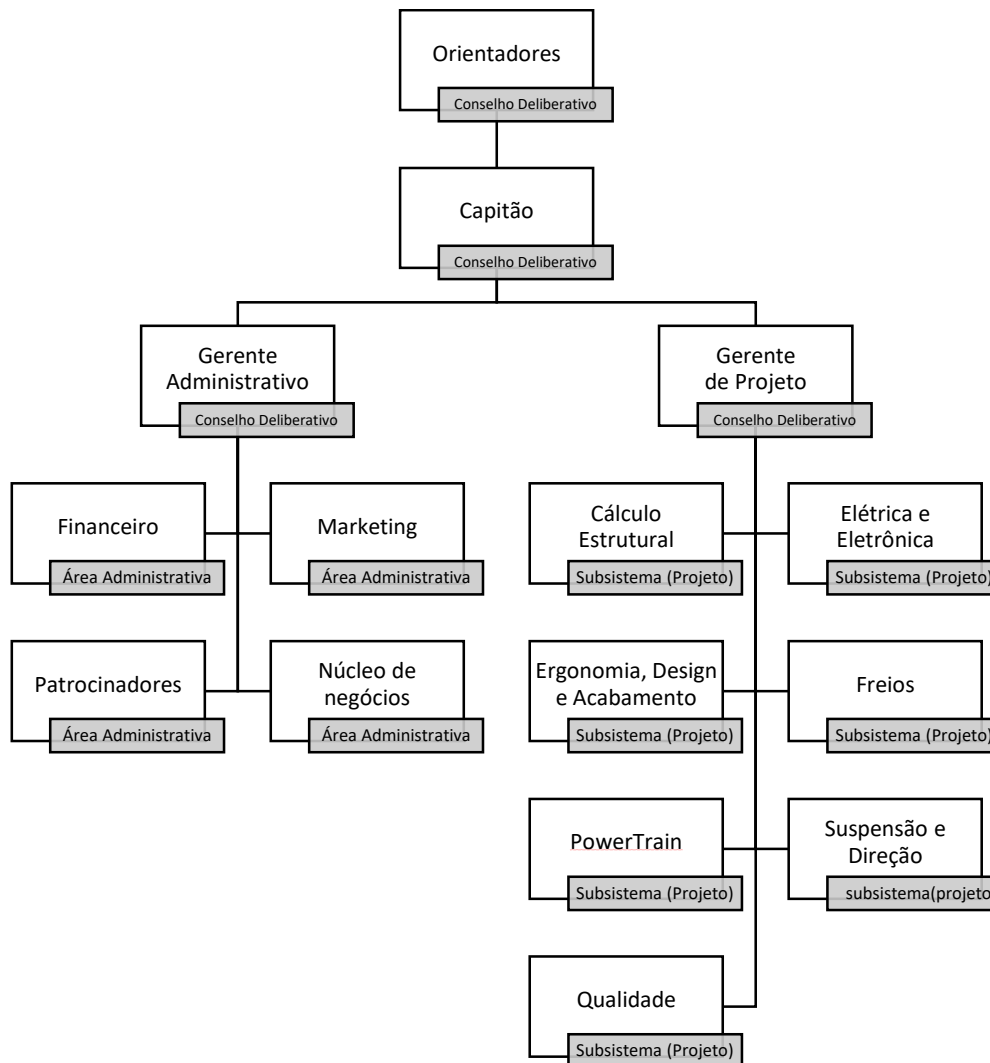 Orientadores
Conselho Deliberativo
Capitão
Conselho Deliberativo
Gerente
Administrativo
Conselho Deliberativo
Gerente
de Projeto
Conselho Deliberativo
Financeiro
Área Administrativa
Marketing
Área Administrativa
Cálculo
Estrutural
Subsistema (Projeto)
Elétrica e
Eletrônica
Subsistema (Projeto)
Patrocinadores
Área Administrativa
Núcleo de
negócios
Área Administrativa
Ergonomia, Design
e Acabamento
Subsistema (Projeto)
Freios
Subsistema (Projeto)
PowerTrain
Subsistema (Projeto)
Suspensão e
Direção
subsistema(projeto
Qualidade
Subsistema (Projeto)